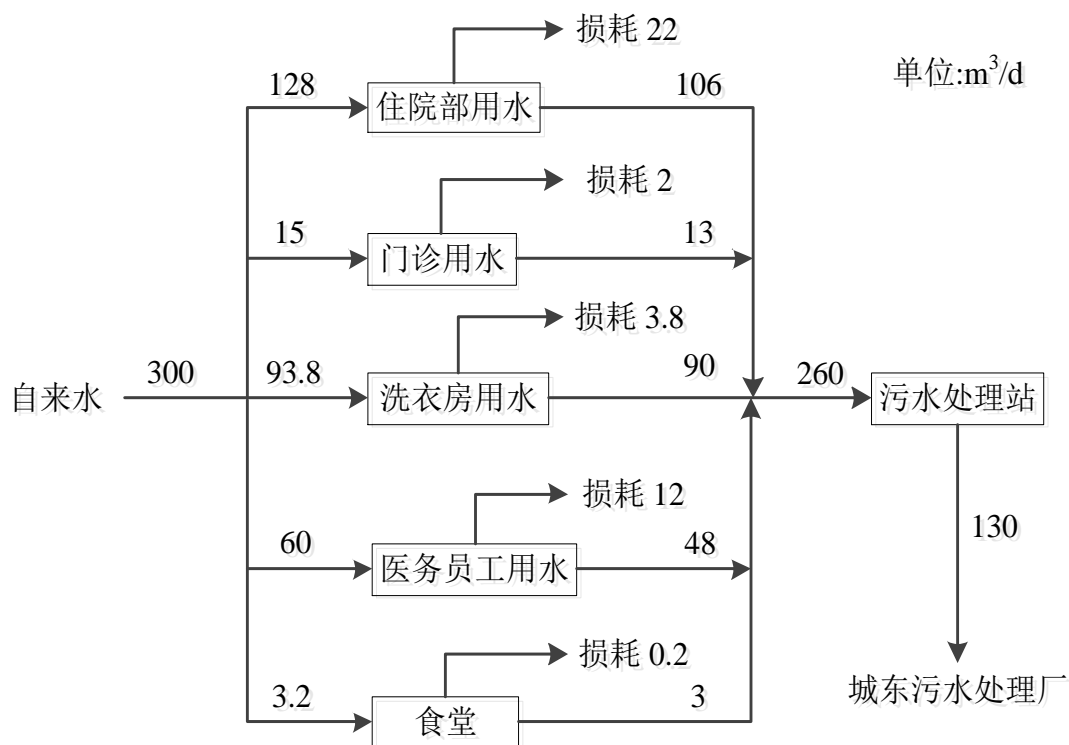 损耗 22
单位:m³/d
128
住院部用水
106
损耗 2
15
门诊用水
13
损耗 3.8
自来水
300
93.8
洗衣房用水
90
260
污水处理站
损耗 12
60
医务员工用水
48
130
损耗 0.2
3.2
食堂
3
城东污水处理厂